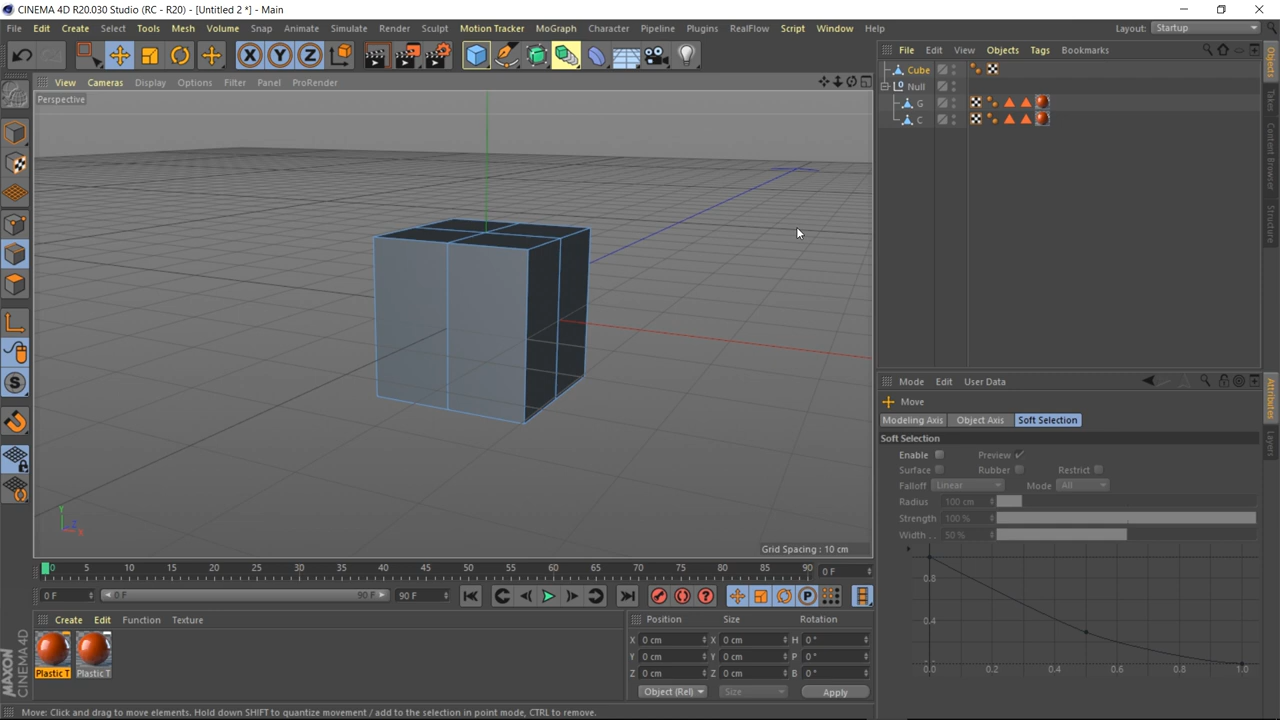 CINEMA 4D R20.030 Studio (RC - R20) - [Untitled 2 *] - Main
File Edit Create Select Tools Mesh Volume Snap Animate Simulate Render Sculpt Motion Tracker MoGraph Character Pipeline Plugins RealFlow Script Window Help Layout: Startup
X Y Z
File Edit View Objects Tags Bookmarks
View Cameras Display Options Filter Panel ProRender
Perspective
Cube
Null
G
C
Objects
Takes
Content Browser
Structure
S
Y
Z
X
Grid Spacing : 10 cm
Mode Edit User Data
Move
Modeling Axis Object Axis Soft Selection
Soft Selection
Enable Preview
Surface Rubber Restrict
Falloff Linear Mode All
Radius 100 cm
Strength 100 %
Width . . 50 %
0.8
0.4
0.0 0.2 0.4 0.6 0.8 1.0
Attributes
Layers
0 5 10 15 20 25 30 35 40 45 50 55 60 65 70 75 80 85 90 0 F
0 F 0 F 90 F 90 F P
Create Edit Function Texture
Plastic T Plastic T
Position Size Rotation
X 0 cm X 0 cm H 0 °
Y 0 cm Y 0 cm P 0 °
Z 0 cm Z 0 cm B 0 °
Object (Rel) Size Apply
MAXON
CINEMA 4D
Move: Click and drag to move elements. Hold down SHIFT to quantize movement / add to the selection in point mode, CTRL to remove.